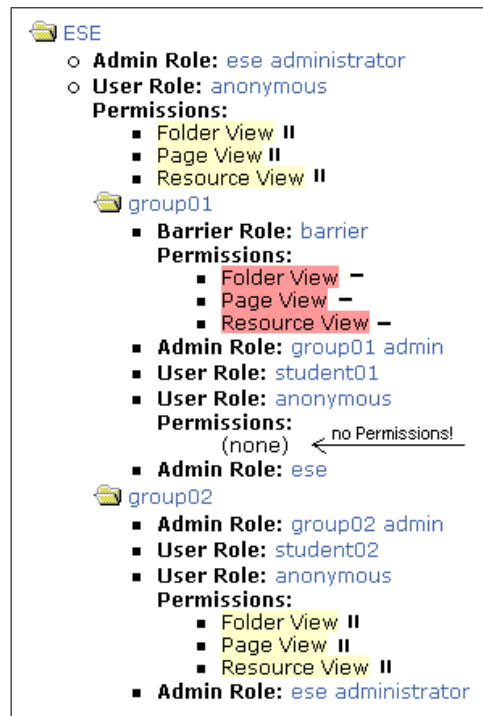 ESE
Admin Role: ese administrator
User Role: anonymous
Permissions:
Folder View
Page View
Resource View
group01
Barrier Role: barrier
Permissions:
Folder View
Page View
Resource View
Admin Role: group01 admin
User Role: student01
User Role: anonymous
Permissions:
(none) no Permissions!
Admin Role: ese
group02
Admin Role: group02 admin
User Role: student02
User Role: anonymous
Permissions:
Folder View
Page View
Resource View
Admin Role: ese administrator